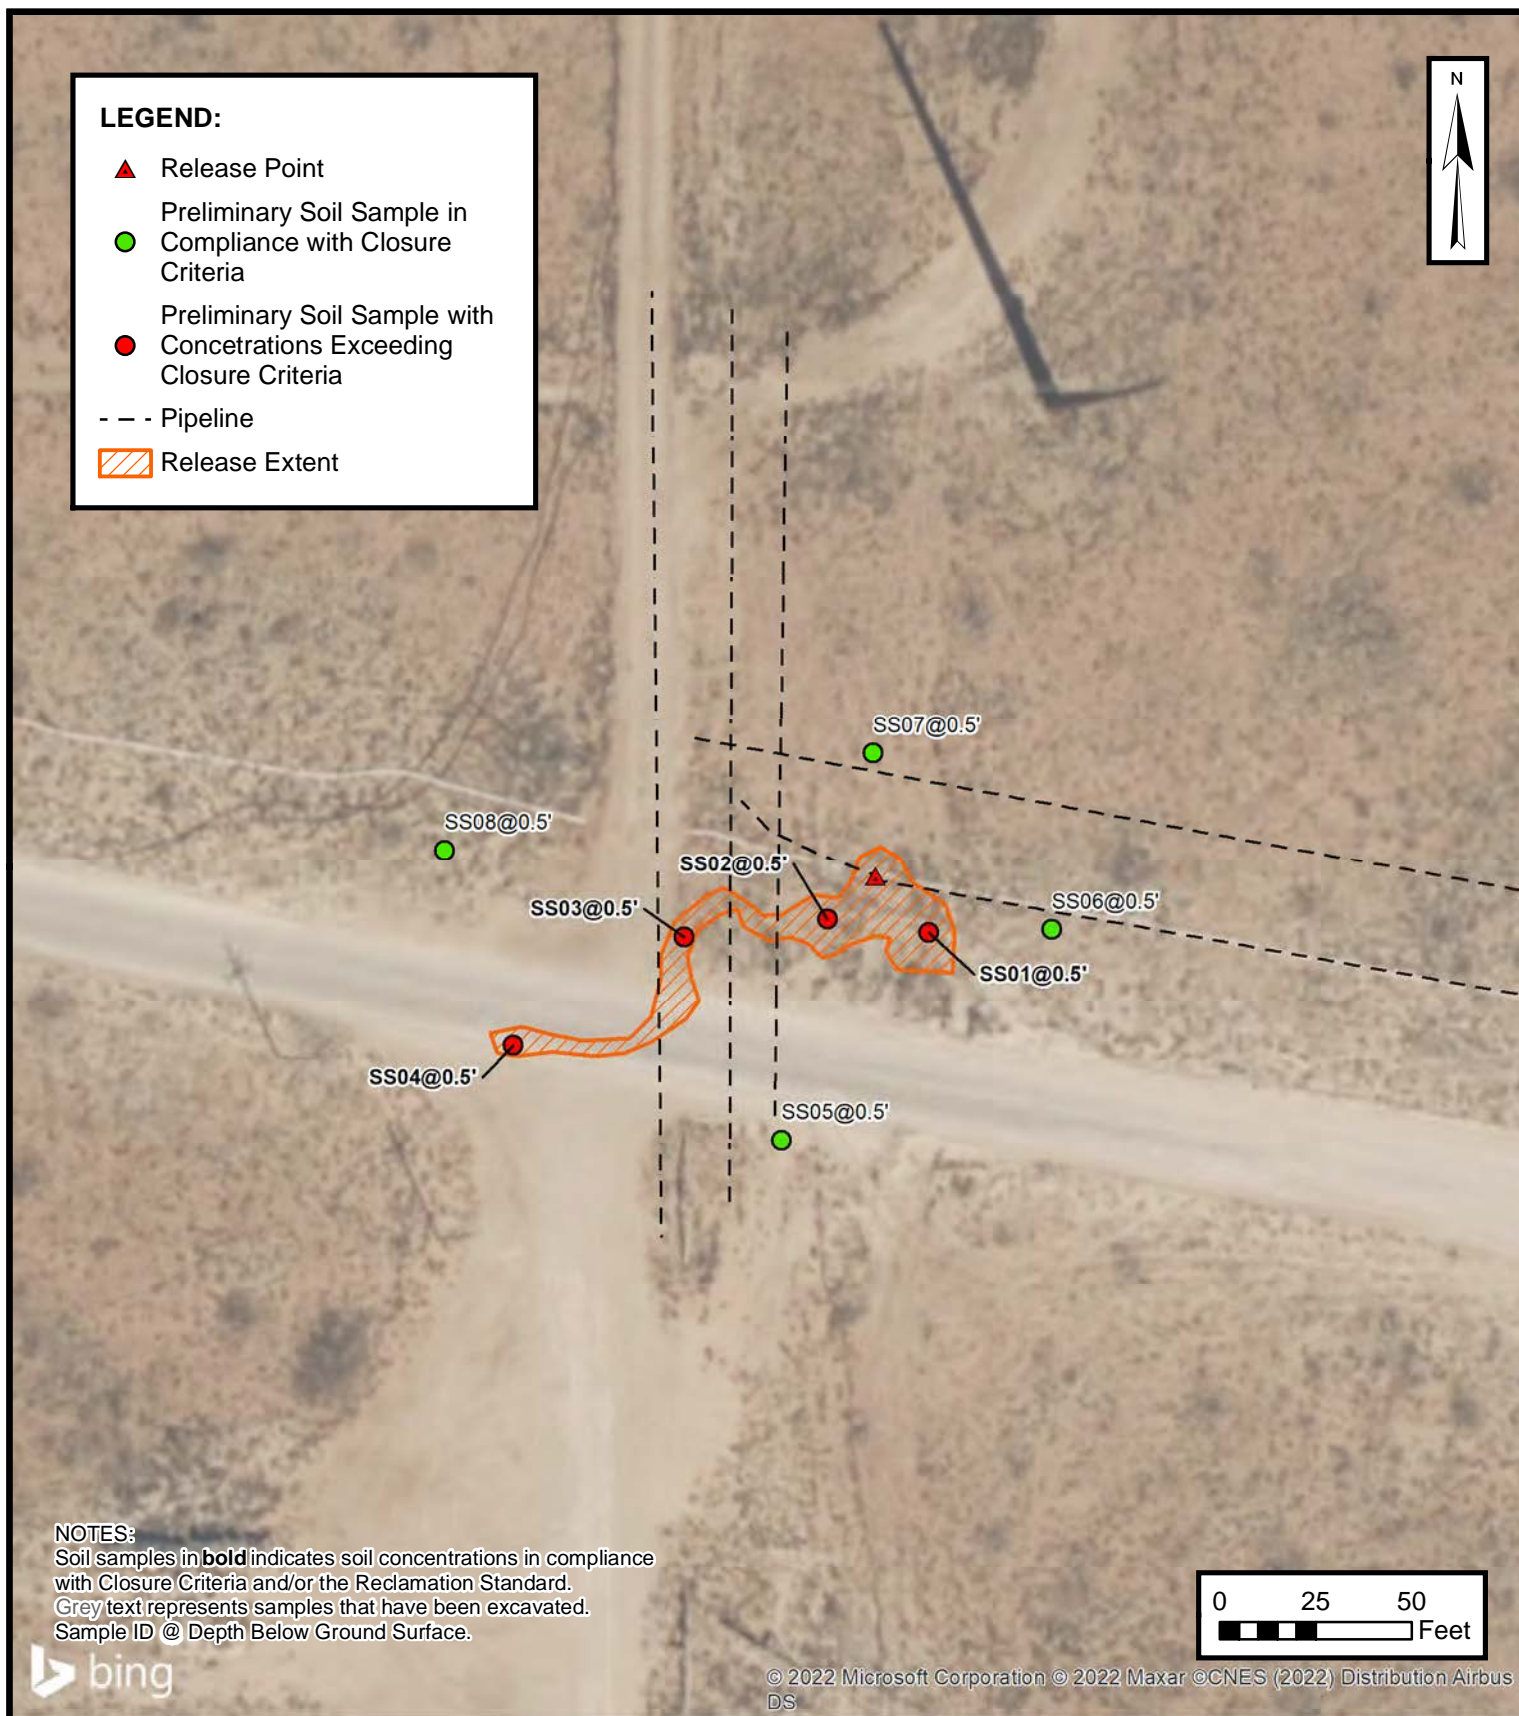 LEGEND:
Release Point
Preliminary Soil Sample in
Compliance with Closure
Criteria
Preliminary Soil Sample with
Concetrations Exceeding
Closure Criteria
Pipeline
Release Extent
N
SS07@0.5'
SS08@0.5'
SS02@0.5'
SS06@0.5'
SS03@0.5'
SS01@0.5'
SS04@0.5'
SS05@0.5'
NOTES:
Soil samples in bold indicates soil concentrations in compliance
with Closure Criteria and/or the Reclamation Standard.
Grey text represents samples that have been excavated.
Sample ID @ Depth Below Ground Surface.
0 25 50
Feet
bing
© 2022 Microsoft Corporation © 2022 Maxar ©CNES (2022) Distribution Airbus
DS